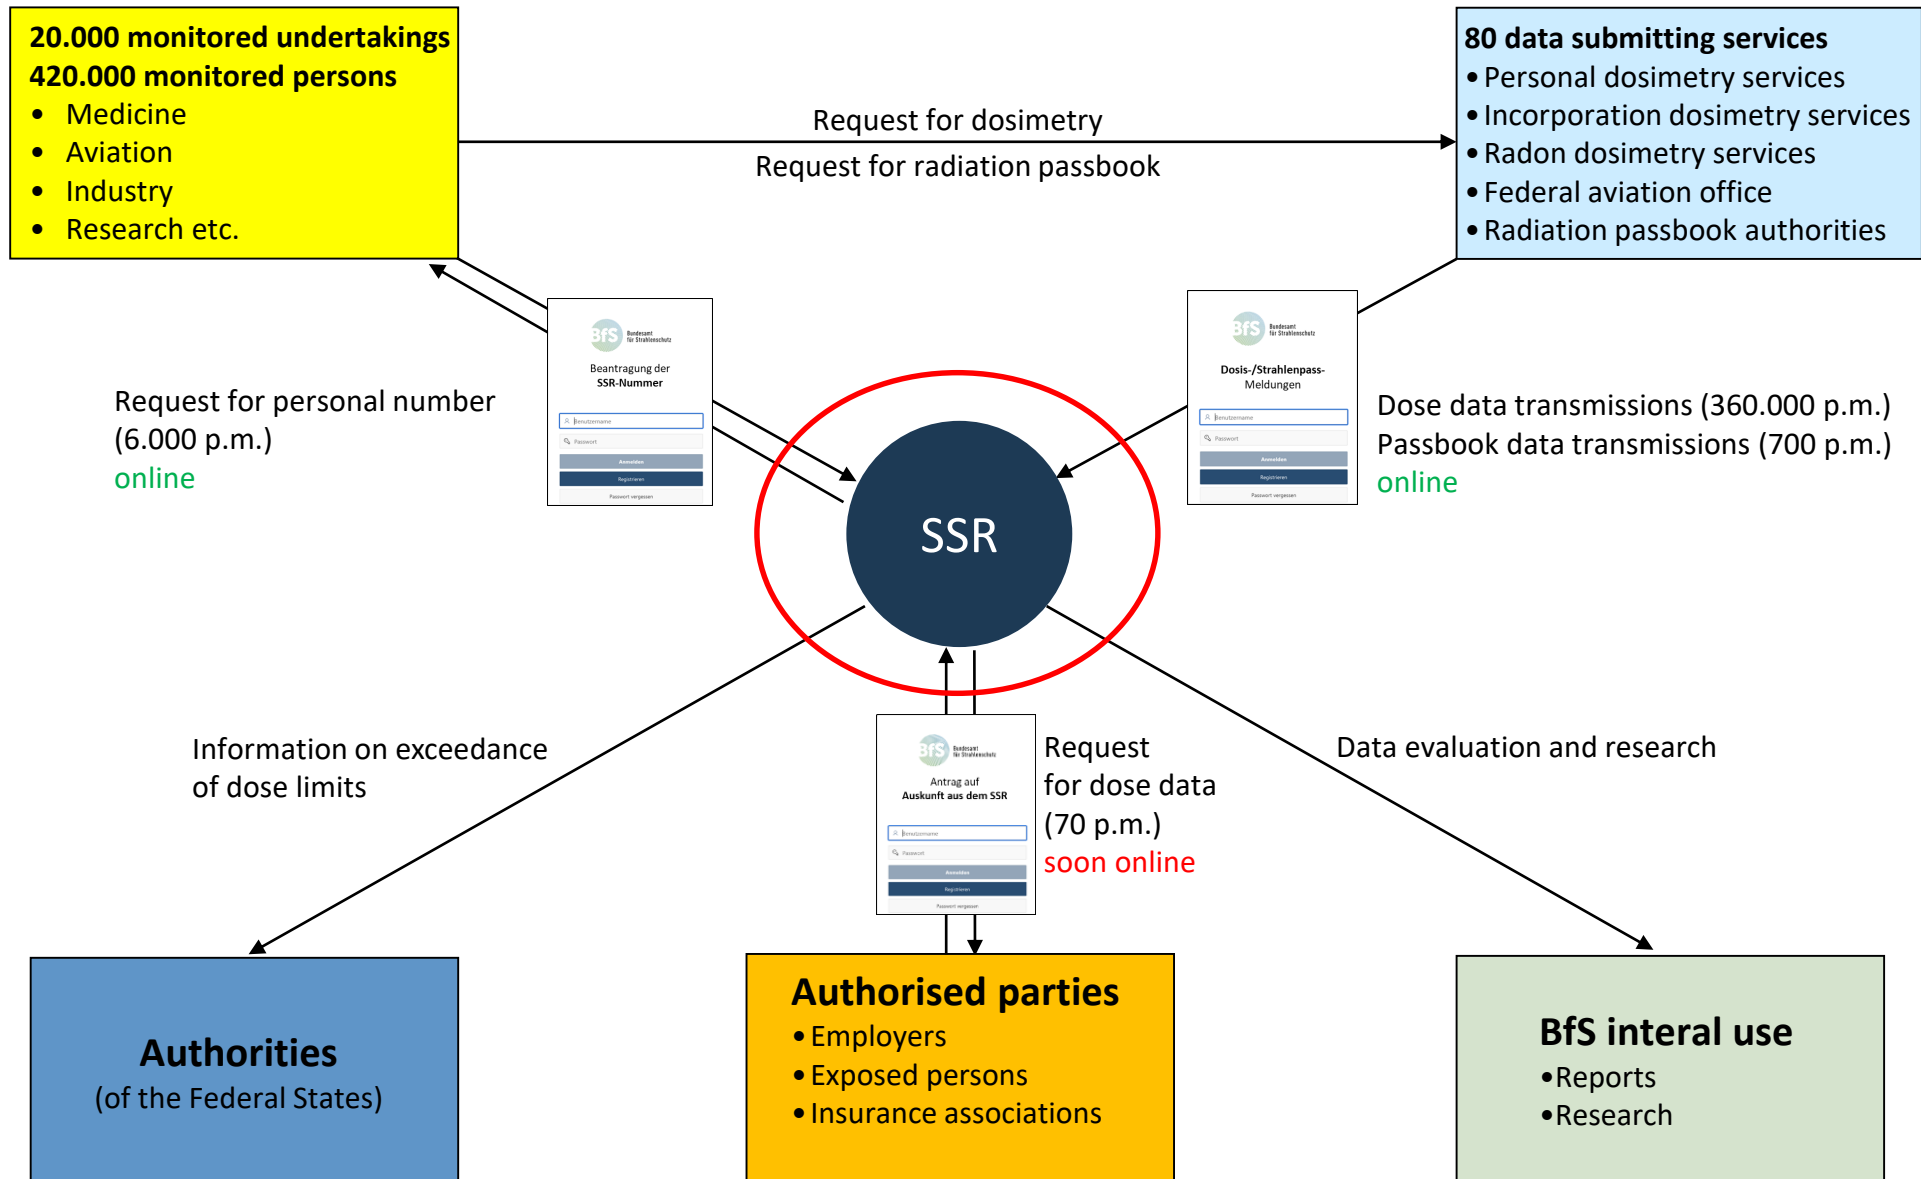 20.000 monitored undertakings
420.000 monitored persons
• Medicine
• Aviation
• Industry
• Research etc.
Request for dosimetry
Request for radiation passbook
80 data submitting services
• Personal dosimetry services
• Incorporation dosimetry services
• Radon dosimetry services
• Federal aviation office
• Radiation passbook authorities
Request for personal number
(6.000 p.m.)
online
BfS
Bundesamt
für Strahlenschutz
Beantragung der
SSR-Nummer
Benutzername
Passwort
Anmelden
Registrieren
Passwort vergessen
BfS
Bundesamt
für Strahlenschutz
Dosis-/Strahlenpass-
Meldungen
Benutzername
Passwort
Anmelden
Registrieren
Passwort vergessen
Dose data transmissions (360.000 p.m.)
Passbook data transmissions (700 p.m.)
online
SSR
Information on exceedance
of dose limits
BfS
Bundesamt
für Strahlenschutz
Antrag auf
Auskunft aus dem SSR
Benutzername
Passwort
Anmelden
Registrieren
Passwort vergessen
Request
for dose data
(70 p.m.)
soon online
Data evaluation and research
Authorities
(of the Federal States)
Authorised parties
• Employers
• Exposed persons
• Insurance associations
BfS interal use
• Reports
• Research